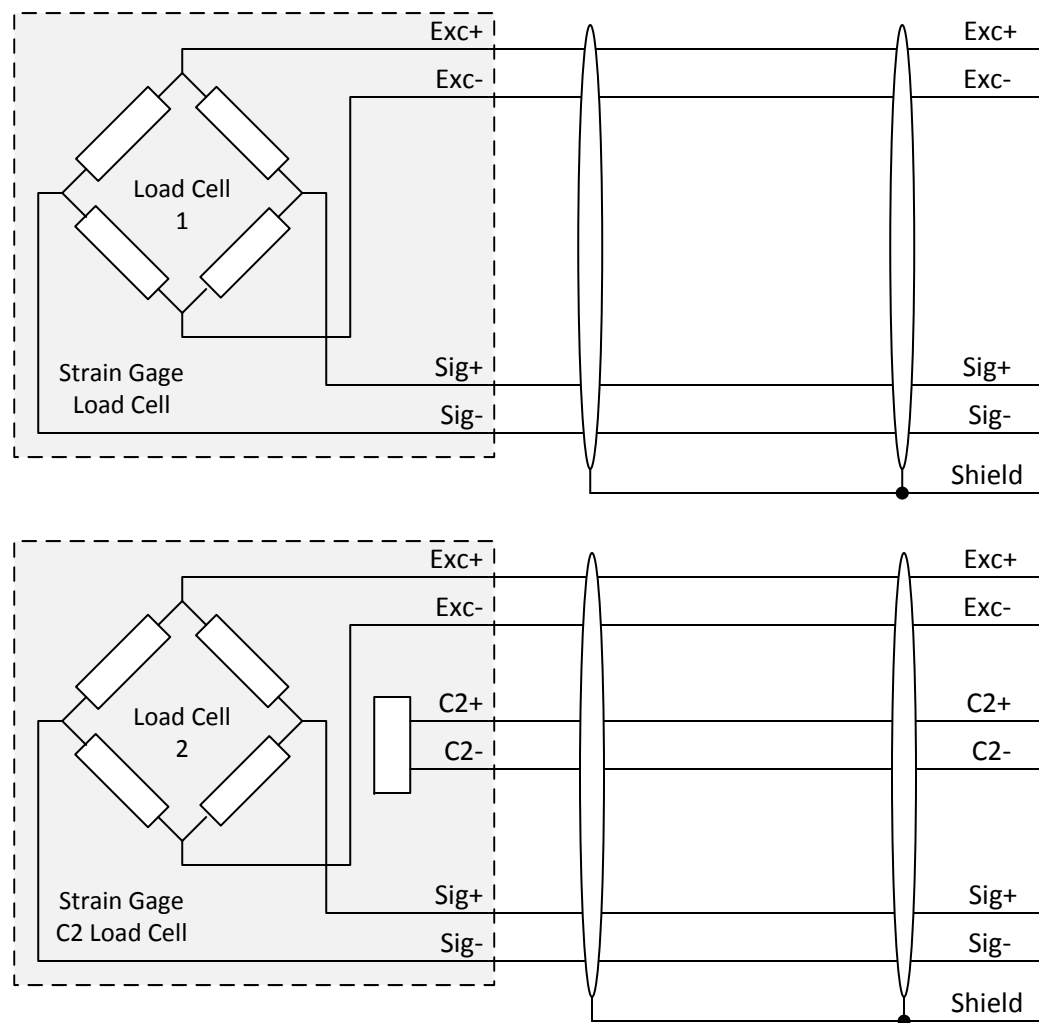 Exc+
Exc+
Exc-
Exc-
Load Cell
1
Sig+
Sig+
Strain Gage
Load Cell
Sig-
Sig-
Shield
Exc+
Exc+
Exc-
Exc-
C2+
C2+
Load Cell
2
C2-
C2-
Sig+
Sig+
Strain Gage
C2 Load Cell
Sig-
Sig-
Shield